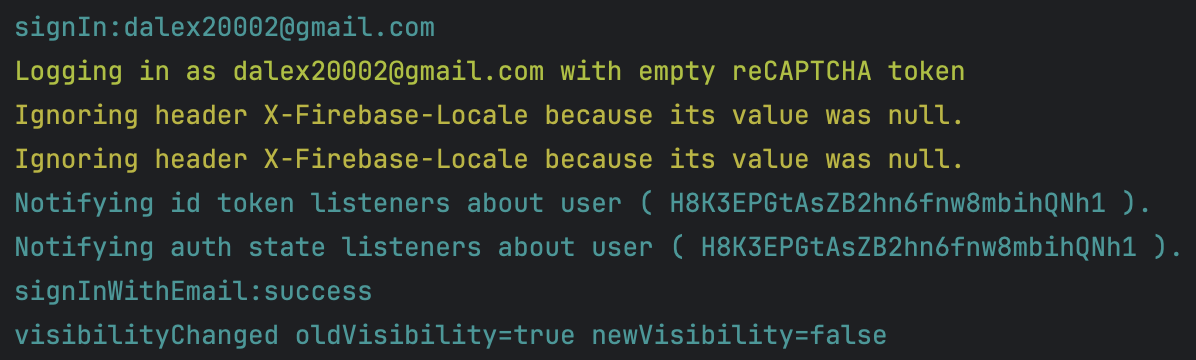 signIn:dalex20002@gmail.com
Logging in as dalex20002@gmail.com with empty reCAPTCHA token
Ignoring header X-Firebase-Locale because its value was null.
Ignoring header X-Firebase-Locale because its value was null.
Notifying id token listeners about user ( H8K3EPGtAsZB2hn6fnw8mbihQNh1 ).
Notifying auth state listeners about user ( H8K3EPGtAsZB2hn6fnw8mbihQNh1 ).
signInWithEmail:success
visibilityChanged oldVisibility=true newVisibility=false